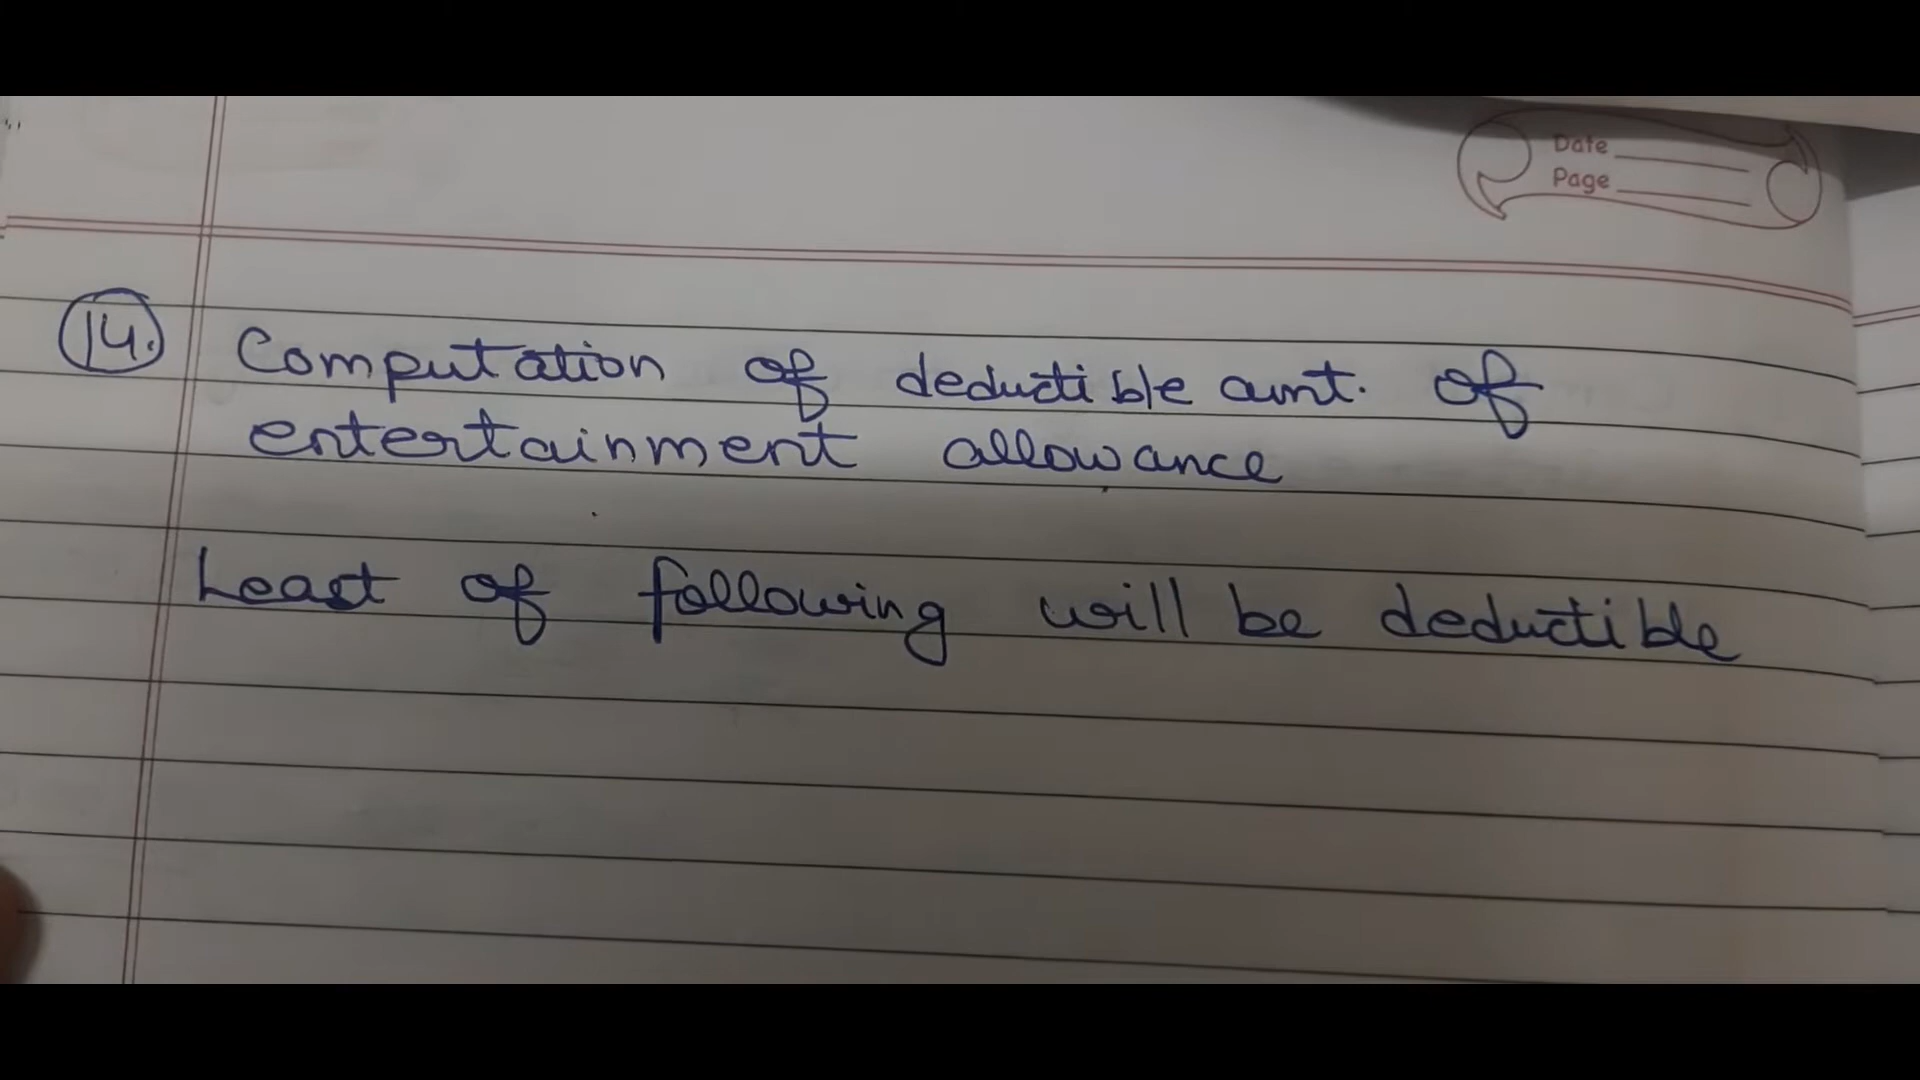 Date
Page
14. Computation of deductible amt. of
entertainment allowance
Least of following will be deductible